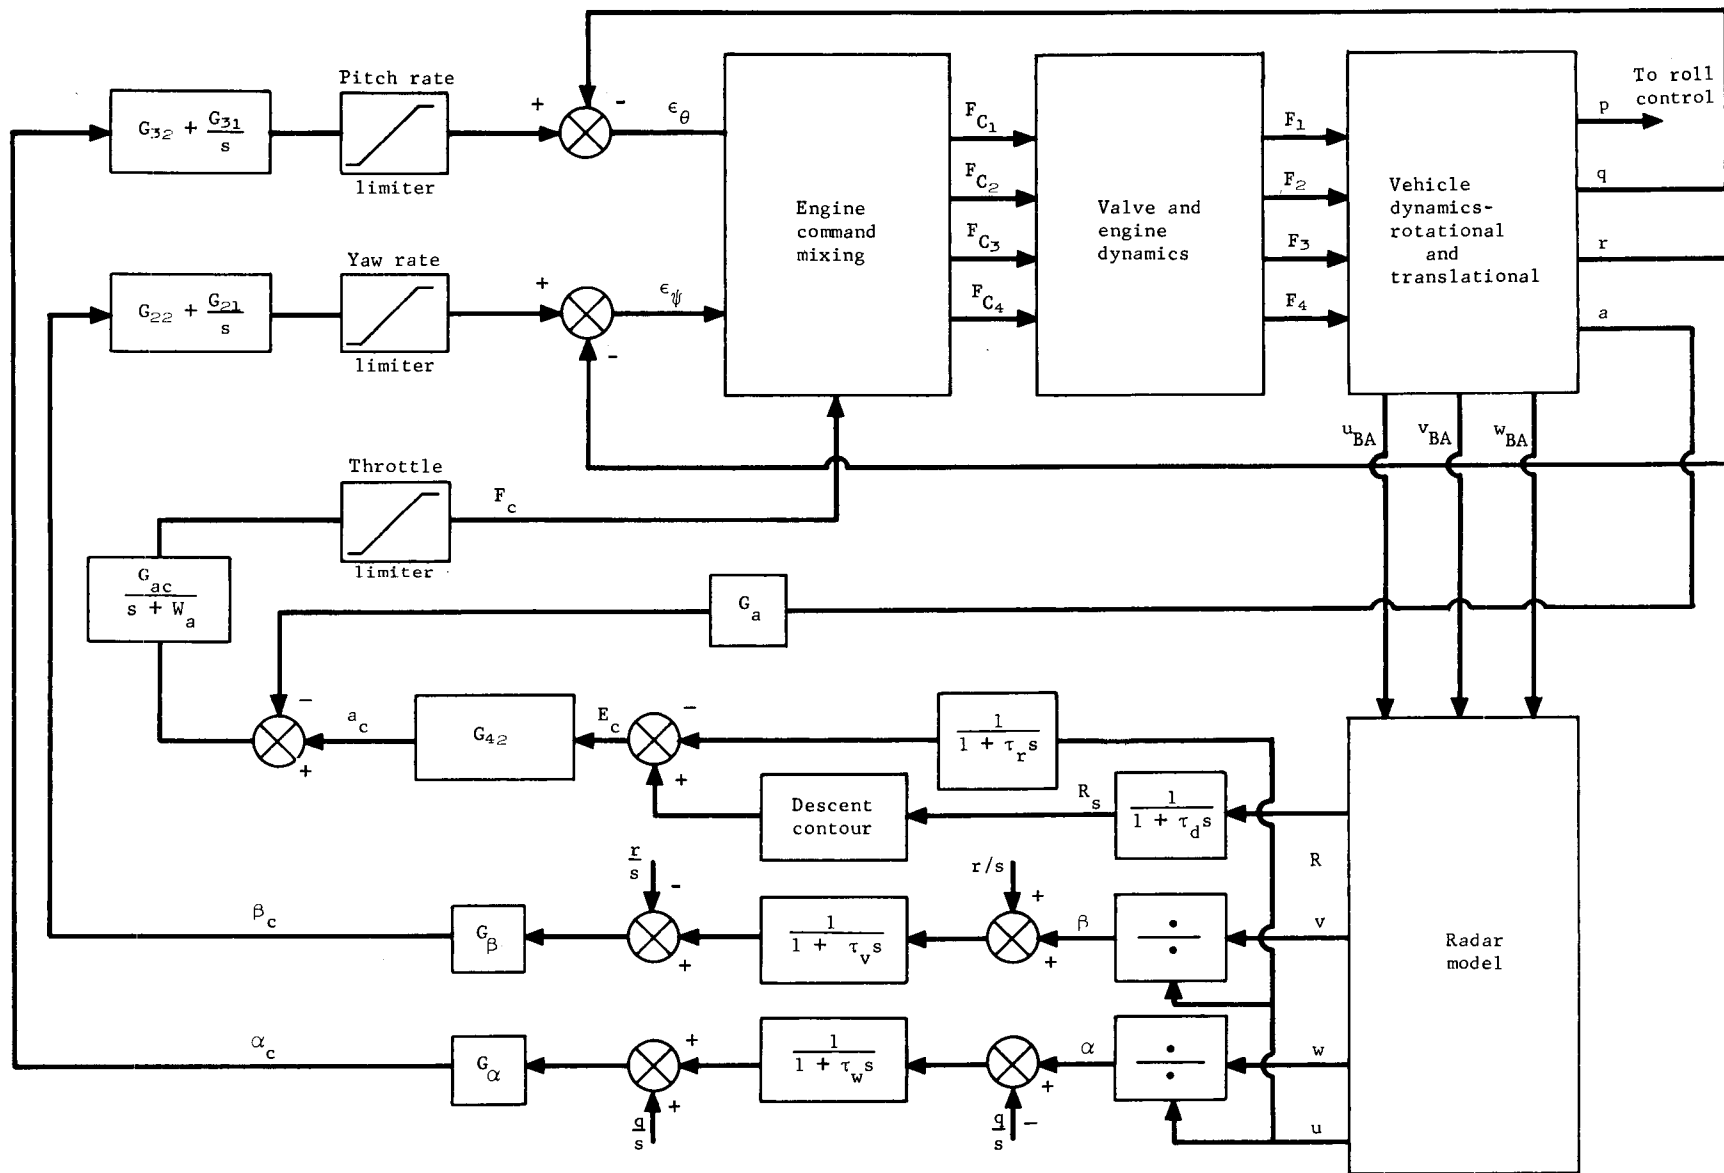 Pitch rate
G32 + G31/s
limiter
+
-
ϵθ
Yaw rate
G22 + G21/s
limiter
+
-
ϵψ
Engine
command
mixing
FC1
FC2
FC3
FC4
Valve and
engine
dynamics
F1
F2
F3
F4
Vehicle
dynamics-
rotational
and
translational
To roll
control
p
q
r
a
uBA
vBA
wBA
Throttle
limiter
Fc
Gac
s + Wa
Ga
-
+
ac
G42
Ec
-
+
1
1 + τrs
Descent
contour
Rs
1
1 + τds
R
r
s
-
+
r/s
+
+
βc
Gβ
1
1 + τvs
β
÷
v
Radar
model
αc
Gα
+
+
q
s
1
1 + τws
q
s
-
+
α
÷
w
u